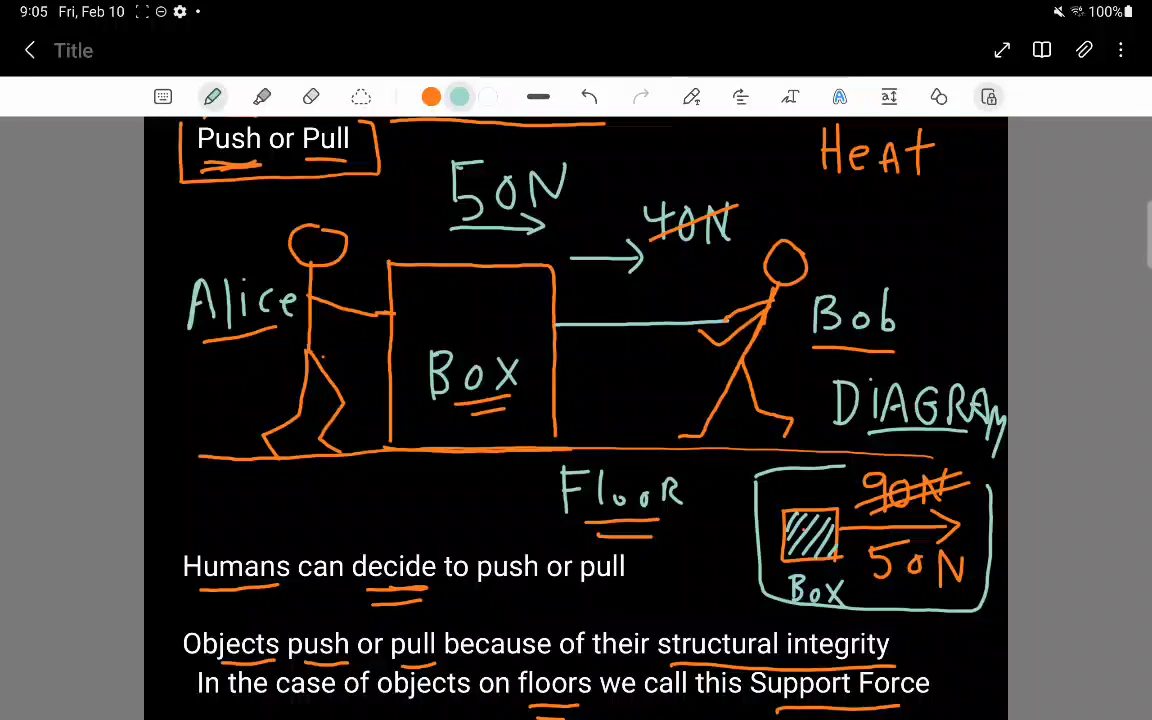 9:05 Fri, Feb 10 100%
Title
Push or Pull
HeAt
50N
40N
Alice
Bob
Box
DiAGRAM
FlooR
90N
50N
Box
Humans can decide to push or pull
Objects push or pull because of their structural integrity
In the case of objects on floors we call this Support Force